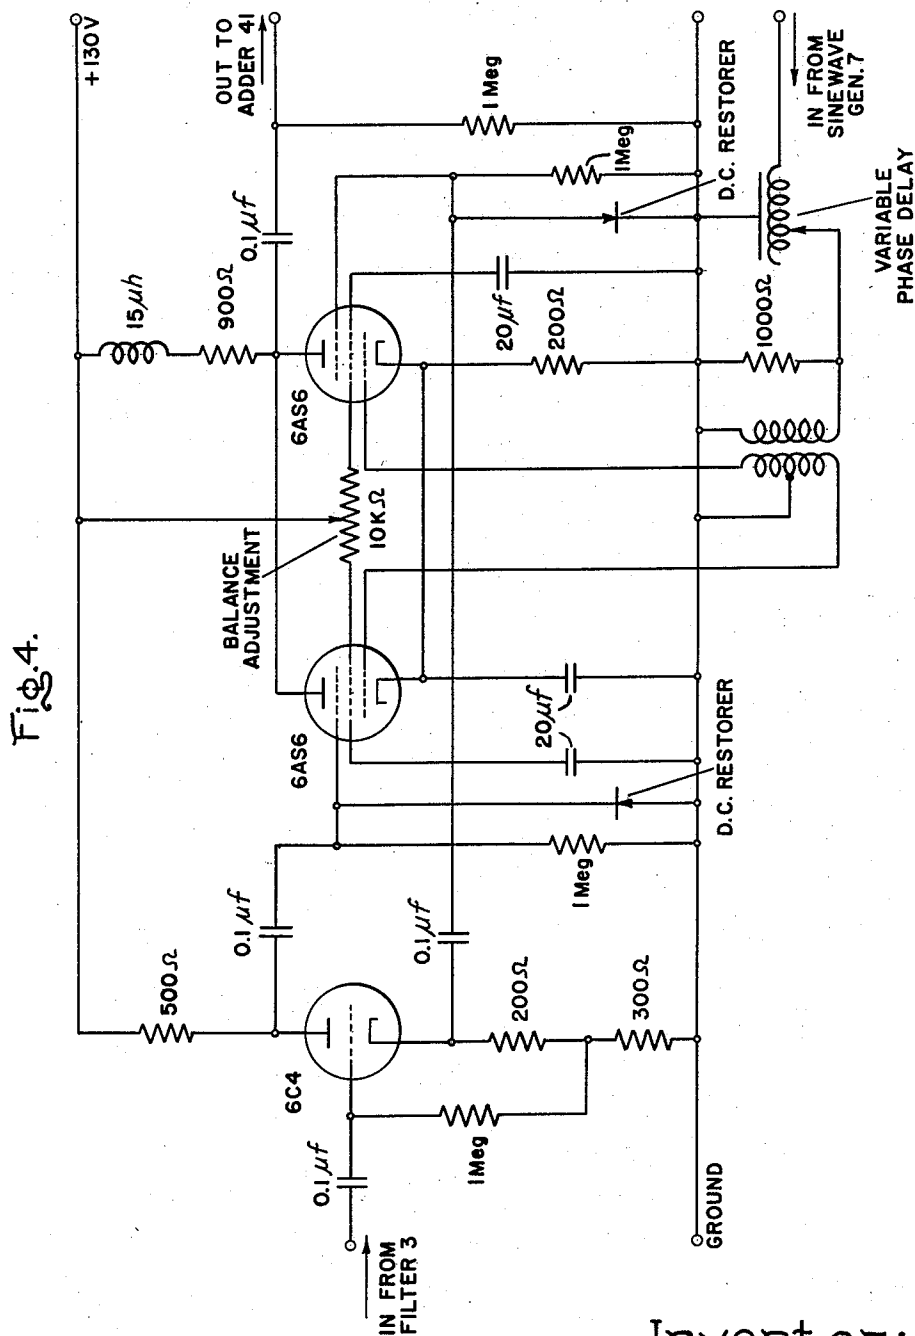 Fig.4.
+130V
OUT TO
ADDER 41
15μh
900Ω
0.1μf
1 Meg
1Meg
D.C. RESTORER
IN FROM
SINEWAVE
GEN.7
VARIABLE
PHASE DELAY
6AS6
20μf
200Ω
1000Ω
BALANCE
ADJUSTMENT
10KΩ
6AS6
20μf
D.C. RESTORER
500Ω
0.1μf
0.1μf
1 Meg
6C4
200Ω
300Ω
0.1μf
1Meg
IN FROM
FILTER 3
GROUND